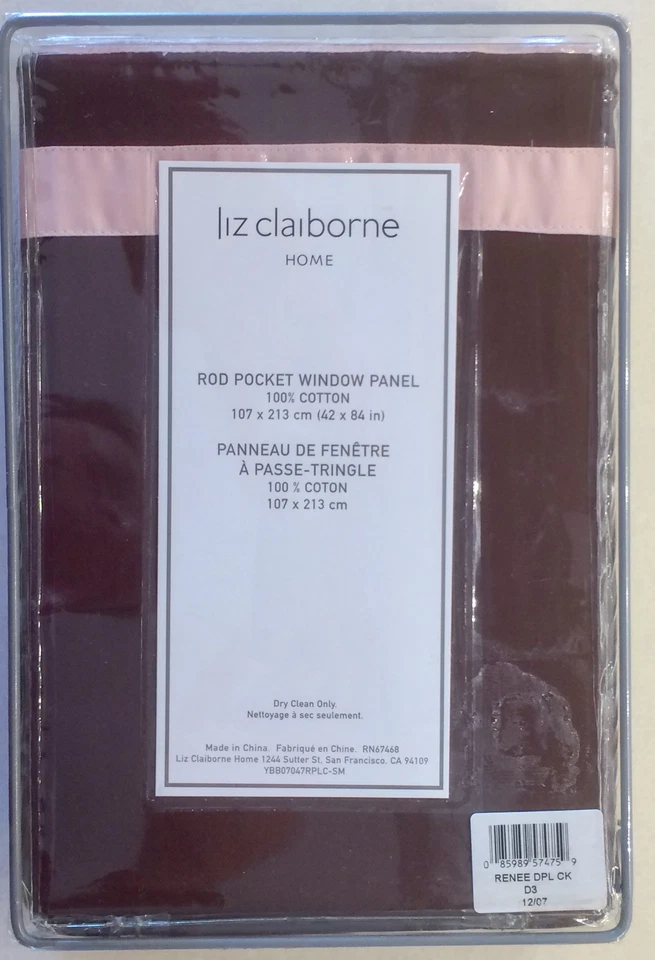 liz claiborne
HOME
ROD POCKET WINDOW PANEL
100% COTTON
107 x 213 cm (42 x 84 in)
PANNEAU DE FENÊTRE
À PASSE-TRINGLE
100 % COTON
107 x 213 cm
Dry Clean Only.
Nettoyage à sec seulement.
Made in China. Fabriqué en Chine. RN67468
Liz Claiborne Home 1244 Sutter St. San Francisco. CA 94109
YBB07047RPLC-SM
0 85989 57475 9
RENEE DPL CK
D3
12/07